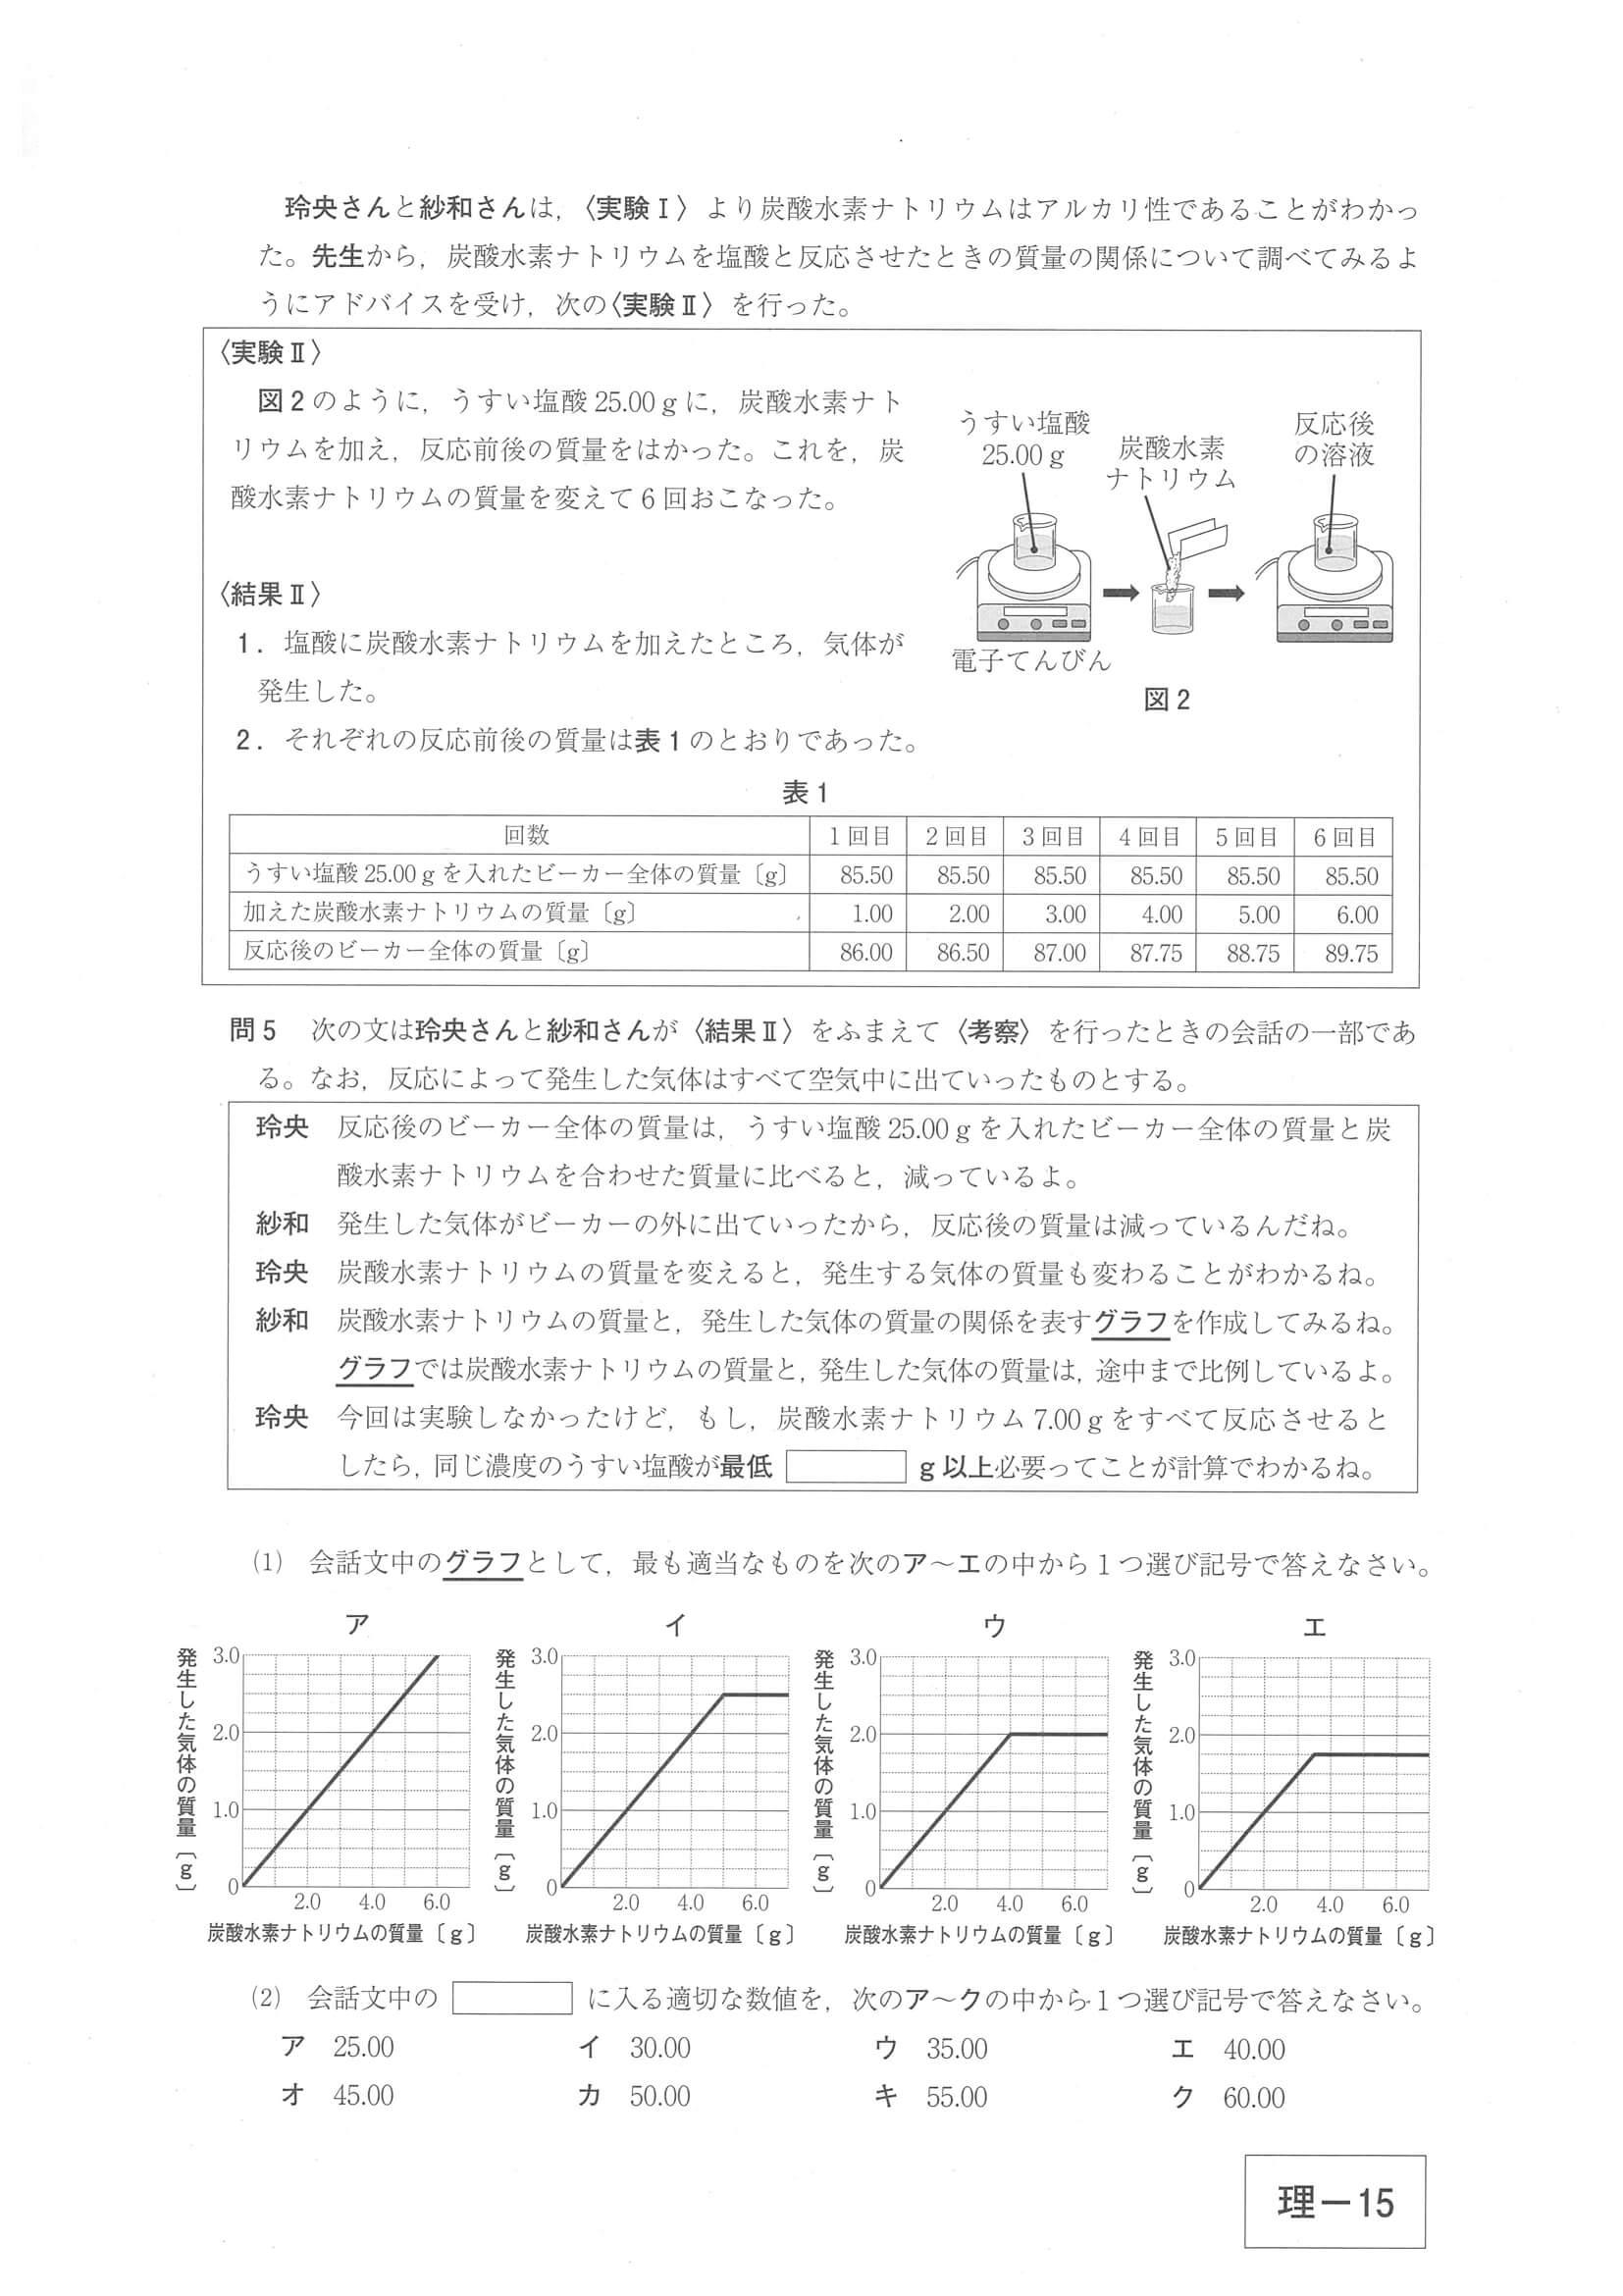 玲央さんと紗和さんは，〈実験Ⅰ〉より炭酸水素ナトリウムはアルカリ性であることがわかっ
た。先生から，炭酸水素ナトリウムを塩酸と反応させたときの質量の関係について調べてみるよ
うにアドバイスを受け，次の〈実験Ⅱ〉を行った。
〈実験Ⅱ〉
図2のように，うすい塩酸 25.00 g に，炭酸水素ナト
リウムを加え，反応前後の質量をはかった。これを，炭
酸水素ナトリウムの質量を変えて6回おこなった。
〈結果Ⅱ〉
1．塩酸に炭酸水素ナトリウムを加えたところ，気体が
発生した。
2．それぞれの反応前後の質量は表1のとおりであった。
うすい塩酸
25.00 g
炭酸水素
ナトリウム
反応後
の溶液
電子てんびん
図2
表1
回数 1回目 2回目 3回目 4回目 5回目 6回目
うすい塩酸 25.00 g を入れたビーカー全体の質量〔g〕 85.50 85.50 85.50 85.50 85.50 85.50
加えた炭酸水素ナトリウムの質量〔g〕 1.00 2.00 3.00 4.00 5.00 6.00
反応後のビーカー全体の質量〔g〕 86.00 86.50 87.00 87.75 88.75 89.75
問5 次の文は玲央さんと紗和さんが〈結果Ⅱ〉をふまえて〈考察〉を行ったときの会話の一部であ
る。なお，反応によって発生した気体はすべて空気中に出ていったものとする。
玲央 反応後のビーカー全体の質量は，うすい塩酸 25.00 g を入れたビーカー全体の質量と炭
酸水素ナトリウムを合わせた質量に比べると，減っているよ。
紗和 発生した気体がビーカーの外に出ていったから，反応後の質量は減っているんだね。
玲央 炭酸水素ナトリウムの質量を変えると，発生する気体の質量も変わることがわかるね。
紗和 炭酸水素ナトリウムの質量と，発生した気体の質量の関係を表すグラフを作成してみるね。
グラフでは炭酸水素ナトリウムの質量と，発生した気体の質量は，途中まで比例しているよ。
玲央 今回は実験しなかったけど，もし，炭酸水素ナトリウム 7.00 g をすべて反応させると
したら，同じ濃度のうすい塩酸が最低 g 以上必要ってことが計算でわかるね。
(1) 会話文中のグラフとして，最も適当なものを次のア～エの中から1つ選び記号で答えなさい。
ア
発生した気体の質量〔g〕
3.0
2.0
1.0
0
2.0 4.0 6.0
炭酸水素ナトリウムの質量〔g〕
イ
発生した気体の質量〔g〕
3.0
2.0
1.0
0
2.0 4.0 6.0
炭酸水素ナトリウムの質量〔g〕
ウ
発生した気体の質量〔g〕
3.0
2.0
1.0
0
2.0 4.0 6.0
炭酸水素ナトリウムの質量〔g〕
エ
発生した気体の質量〔g〕
3.0
2.0
1.0
0
2.0 4.0 6.0
炭酸水素ナトリウムの質量〔g〕
(2) 会話文中の に入る適切な数値を，次のア～クの中から1つ選び記号で答えなさい。
ア 25.00 イ 30.00 ウ 35.00 エ 40.00
オ 45.00 カ 50.00 キ 55.00 ク 60.00
理－15